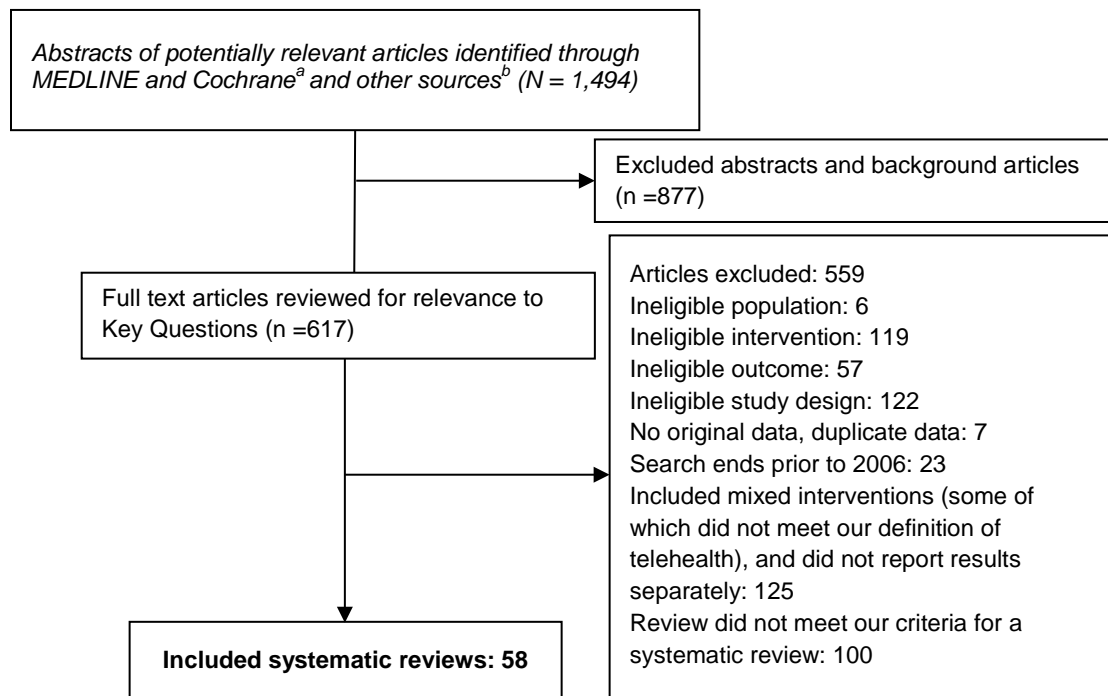 Abstracts of potentially relevant articles identified through
MEDLINE and Cochraneᵃ and other sourcesᵇ (N = 1,494)
Excluded abstracts and background articles
(n =877)
Full text articles reviewed for relevance to
Key Questions (n =617)
Articles excluded: 559
Ineligible population: 6
Ineligible intervention: 119
Ineligible outcome: 57
Ineligible study design: 122
No original data, duplicate data: 7
Search ends prior to 2006: 23
Included mixed interventions (some of
which did not meet our definition of
telehealth), and did not report results
separately: 125
Review did not meet our criteria for a
systematic review: 100
Included systematic reviews: 58